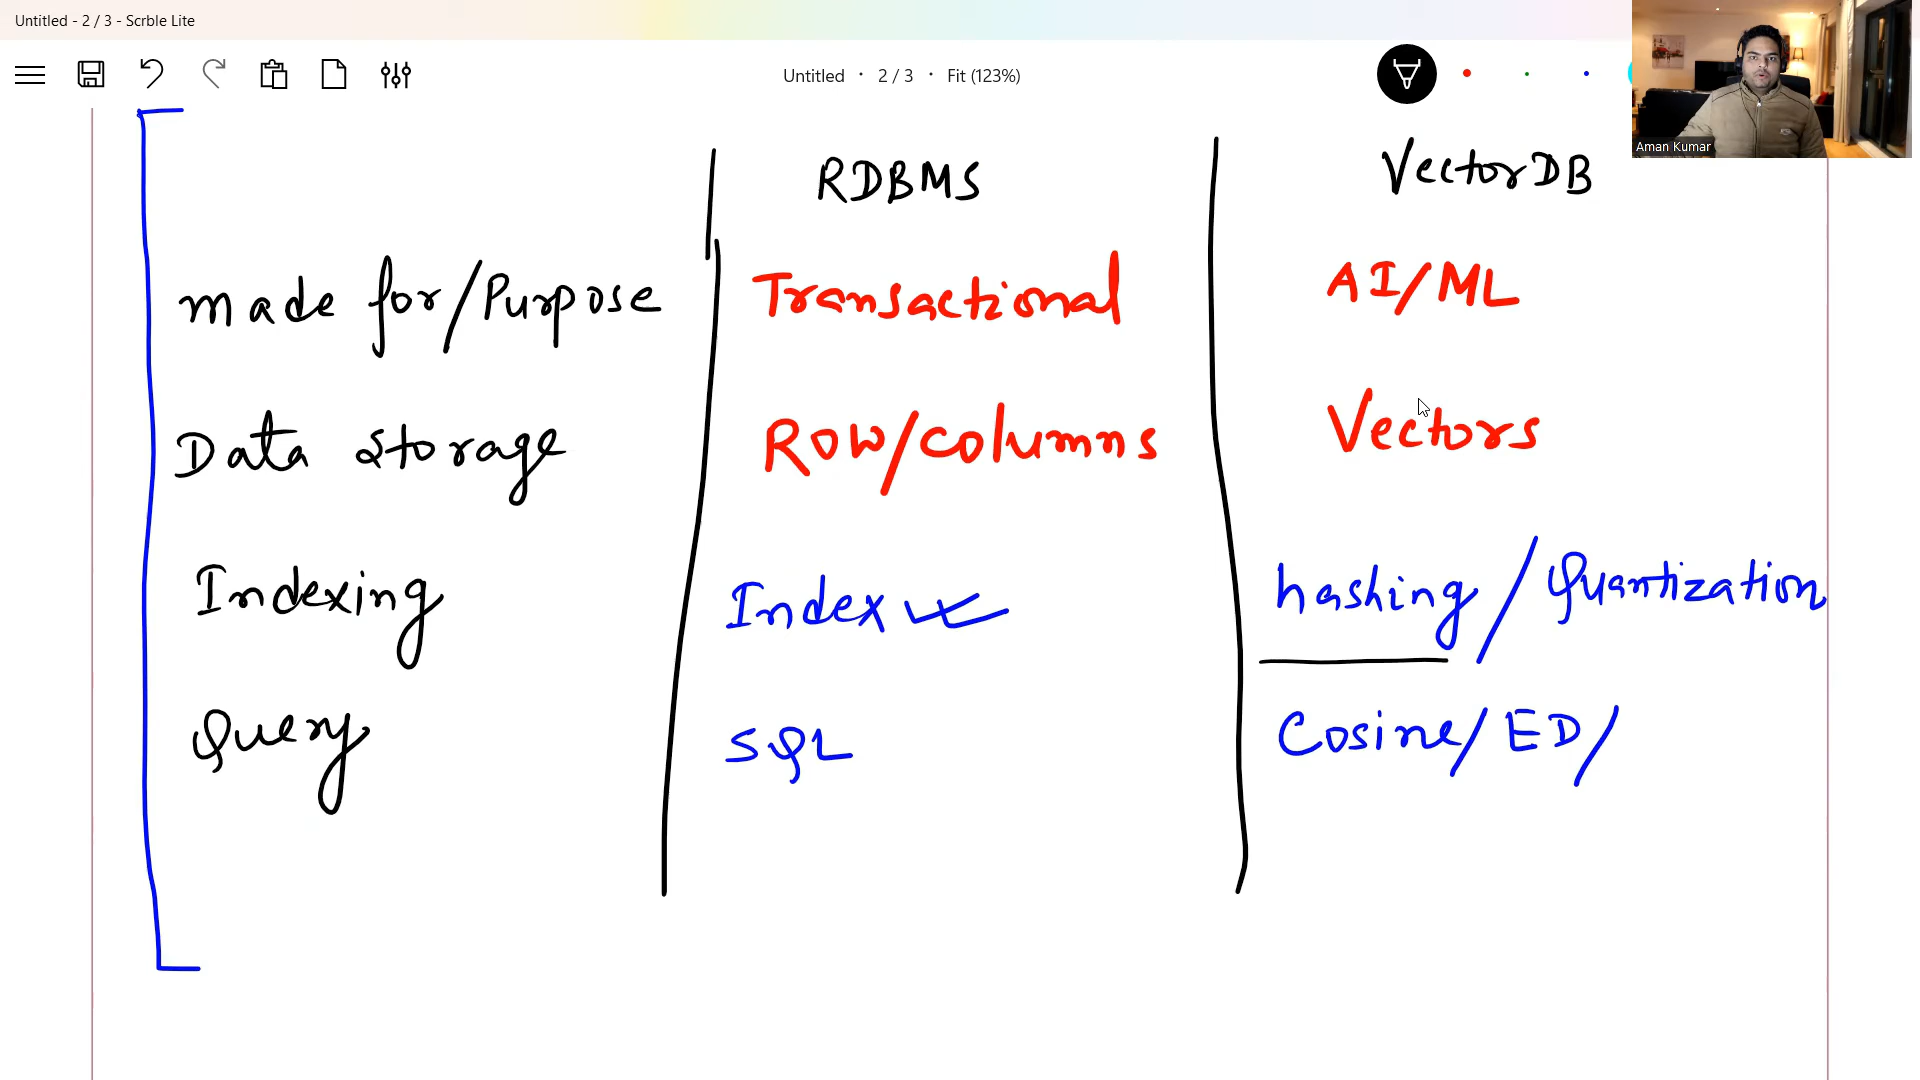 Untitled - 2 / 3 - Scrble Lite
Untitled • 2 / 3 • Fit (123%)
Aman Kumar
RDBMS VectorDB
made for/Purpose Transactional AI/ML
Data storage Row/columns Vectors
Indexing Index hashing/Quantization
Query SQL Cosine/ED/